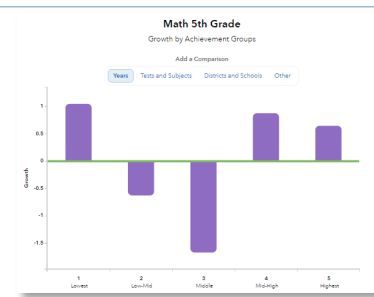 Math 5th Grade
Growth by Achievement Groups
Add a Comparison
Years Tests and Subjects Districts and Schools Other
1
0.5
0
-0.5
-1
-1.5
Growth
1 2 3 4 5
Lowest Low-Mid Middle Mid-High Highest